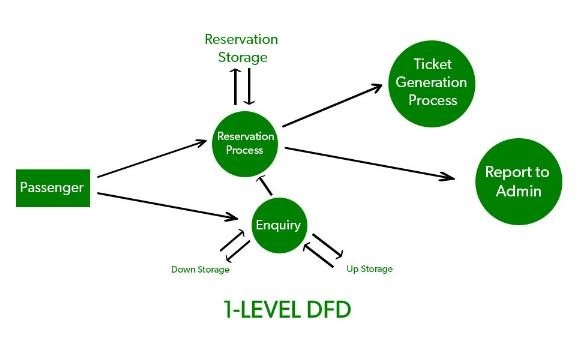 Reservation
Storage
Ticket
Generation
Process
Reservation
Process
Report to
Admin
Passenger
Enquiry
Down Storage
Up Storage
1-LEVEL DFD